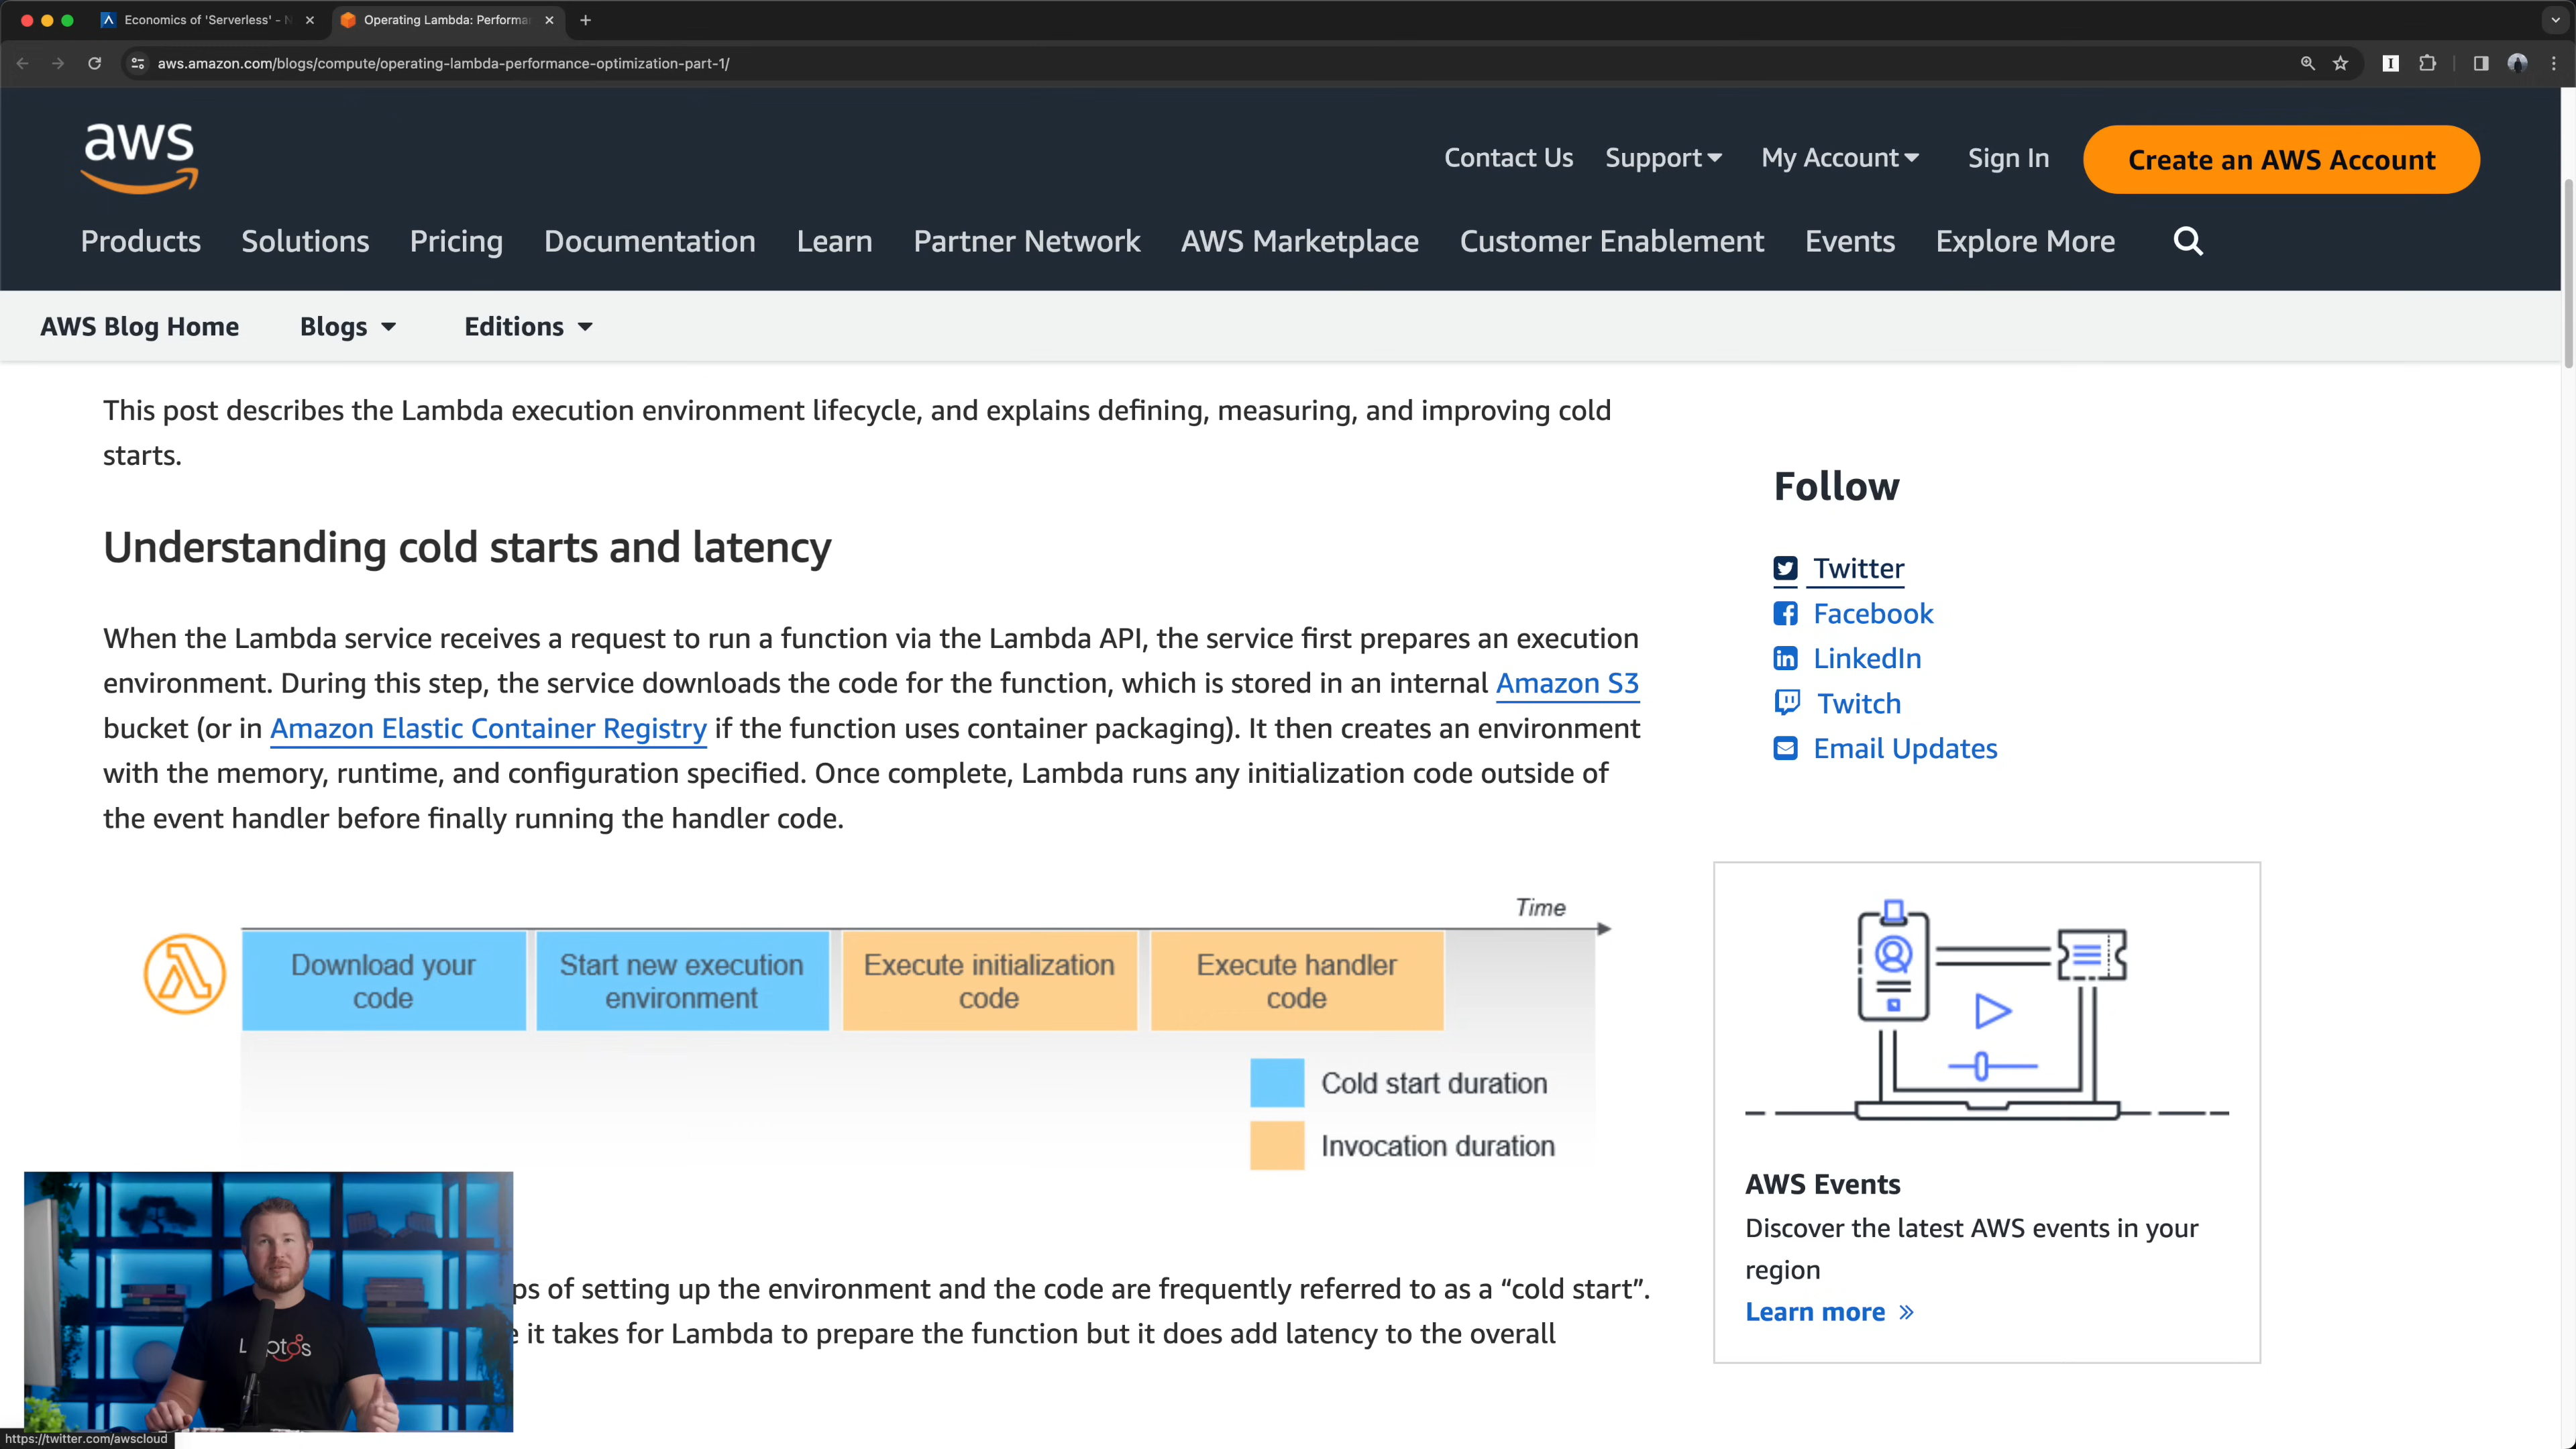 Economics of 'Serverless' - N
Operating Lambda: Performan
aws.amazon.com/blogs/compute/operating-lambda-performance-optimization-part-1/
aws
Contact Us
Support
My Account
Sign In
Create an AWS Account
Products
Solutions
Pricing
Documentation
Learn
Partner Network
AWS Marketplace
Customer Enablement
Events
Explore More
AWS Blog Home
Blogs
Editions
This post describes the Lambda execution environment lifecycle, and explains defining, measuring, and improving cold
starts.
Understanding cold starts and latency
When the Lambda service receives a request to run a function via the Lambda API, the service first prepares an execution
environment. During this step, the service downloads the code for the function, which is stored in an internal Amazon S3
bucket (or in Amazon Elastic Container Registry if the function uses container packaging). It then creates an environment
with the memory, runtime, and configuration specified. Once complete, Lambda runs any initialization code outside of
the event handler before finally running the handler code.
Time
Download your
code
Start new execution
environment
Execute initialization
code
Execute handler
code
Cold start duration
Invocation duration
ps of setting up the environment and the code are frequently referred to as a “cold start”.
it takes for Lambda to prepare the function but it does add latency to the overall
Follow
Twitter
Facebook
LinkedIn
Twitch
Email Updates
AWS Events
Discover the latest AWS events in your
region
Learn more »
https://twitter.com/awscloud